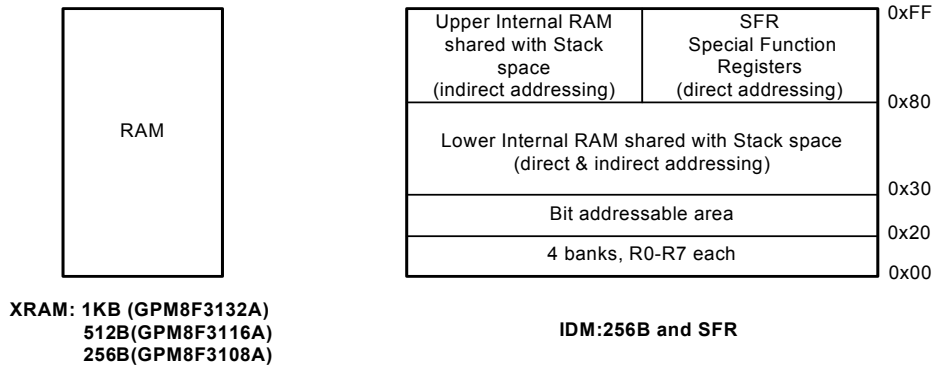 RAM
XRAM: 1KB (GPM8F3132A)
512B(GPM8F3116A)
256B(GPM8F3108A)
Upper Internal RAM
shared with Stack
space
(indirect addressing)
SFR
Special Function
Registers
(direct addressing)
0xFF
0x80
Lower Internal RAM shared with Stack space
(direct & indirect addressing)
0x30
Bit addressable area
0x20
4 banks, R0-R7 each
0x00
IDM:256B and SFR